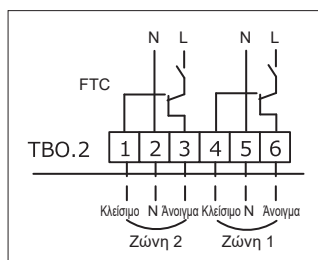 N L N L
FTC
TBO.2 1 2 3 4 5 6
Κλείσιμο N Άνοιγμα Κλείσιμο N Άνοιγμα
Ζώνη 2 Ζώνη 1